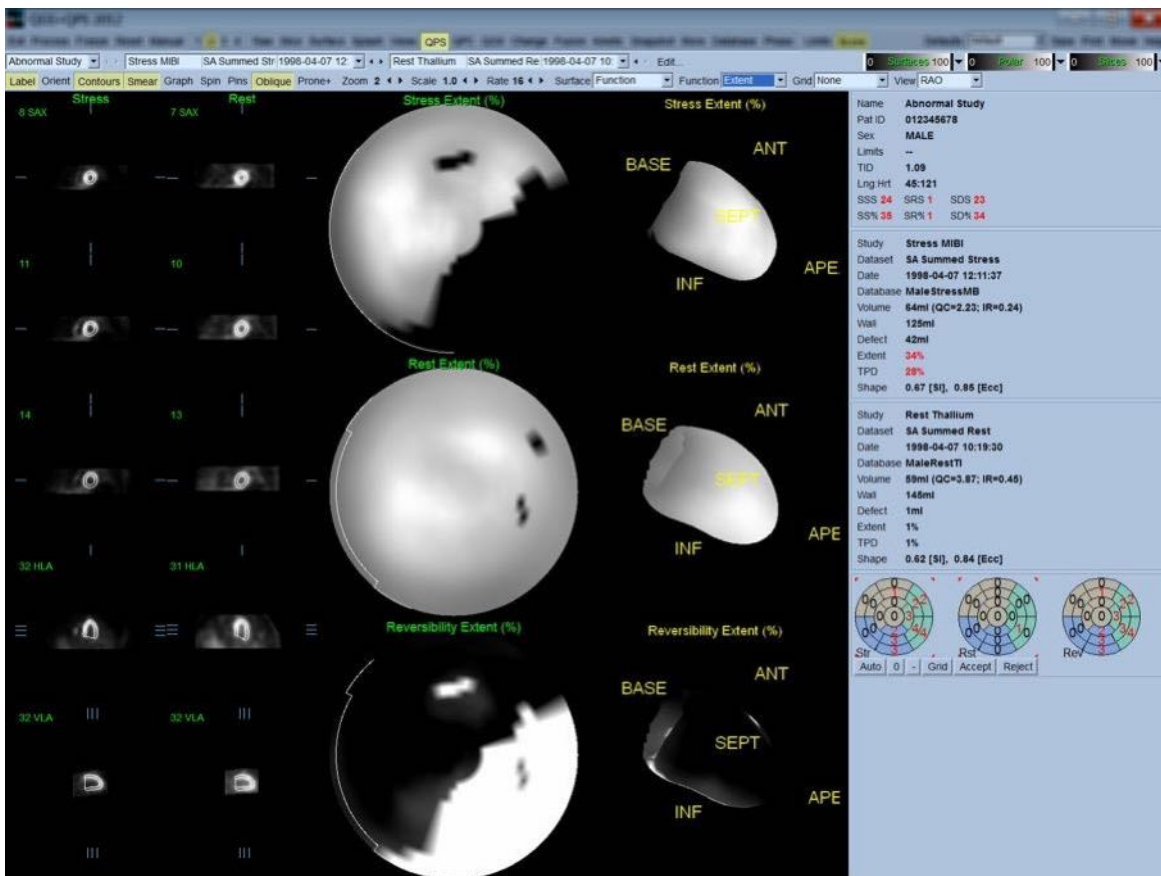 QGS+QPS 2012
QPS
Abnormal Study Stress MIBI SA Summed Str 1998-04-07 12: Rest Thallium SA Summed Re 1998-04-07 10: Edit...
0 Surfaces 100 0 Polar 100 0 Slices 100
Label Orient Contours Smear Graph Spin Pins Oblique Prone+ Zoom 2 Scale 1.0 Rate 16 Surface Function Function Extent Grid None View RAO
Stress Rest Stress Extent (%) Stress Extent (%)
8 SAX 7 SAX
ANT
BASE
SEPT
11 10
INF APE
Rest Extent (%) Rest Extent (%)
14 13
ANT
BASE
SEPT
INF APE
32 HLA 31 HLA
Reversibility Extent (%) Reversibility Extent (%)
ANT
BASE
32 VLA 32 VLA
SEPT
INF APE
Name Abnormal Study
Pat ID 012345678
Sex MALE
Limits --
TID 1.09
Lng:Hrt 45:121
SSS 24 SRS 1 SDS 23
SS% 35 SR% 1 SD% 34
Study Stress MIBI
Dataset SA Summed Stress
Date 1998-04-07 12:11:37
Database MaleStressMB
Volume 64ml (QC=2.23; IR=0.24)
Wall 125ml
Defect 42ml
Extent 34%
TPD 28%
Shape 0.67 [SI], 0.85 [Ecc]
Study Rest Thallium
Dataset SA Summed Rest
Date 1998-04-07 10:19:30
Database MaleRestTl
Volume 59ml (QC=3.87; IR=0.45)
Wall 145ml
Defect 1ml
Extent 1%
TPD 1%
Shape 0.62 [SI], 0.84 [Ecc]
Str Rst Rev
Auto 0 - Grid Accept Reject